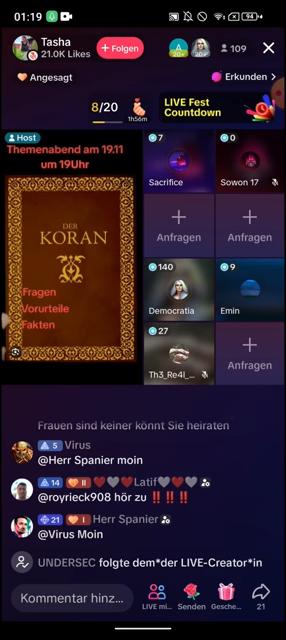 01:19
94
Tasha
21.0K Likes
+ Folgen
20+
20+
109
Angesagt
Erkunden >
8/20
1h56m
LIVE Fest
Countdown
Host
Themenabend am 19.11
um 19Uhr
DER
KORAN
Fragen
Vorurteile
Fakten
7
Sacrifice
0
Sowon 17
Anfragen
Anfragen
140
Democratia
9
Emin
27
Th3_Re4l_...
Anfragen
Frauen sind keiner könnt Sie heiraten
5 Virus
@Herr Spanier moin
14 II Latif
@royrieck908 hör zu ‼️‼️‼️
21 I Herr Spanier
@Virus Moin
UNDERSEC folgte dem*der LIVE-Creator*in
Kommentar hinz...
LIVE mi...
Senden
Gesche...
21